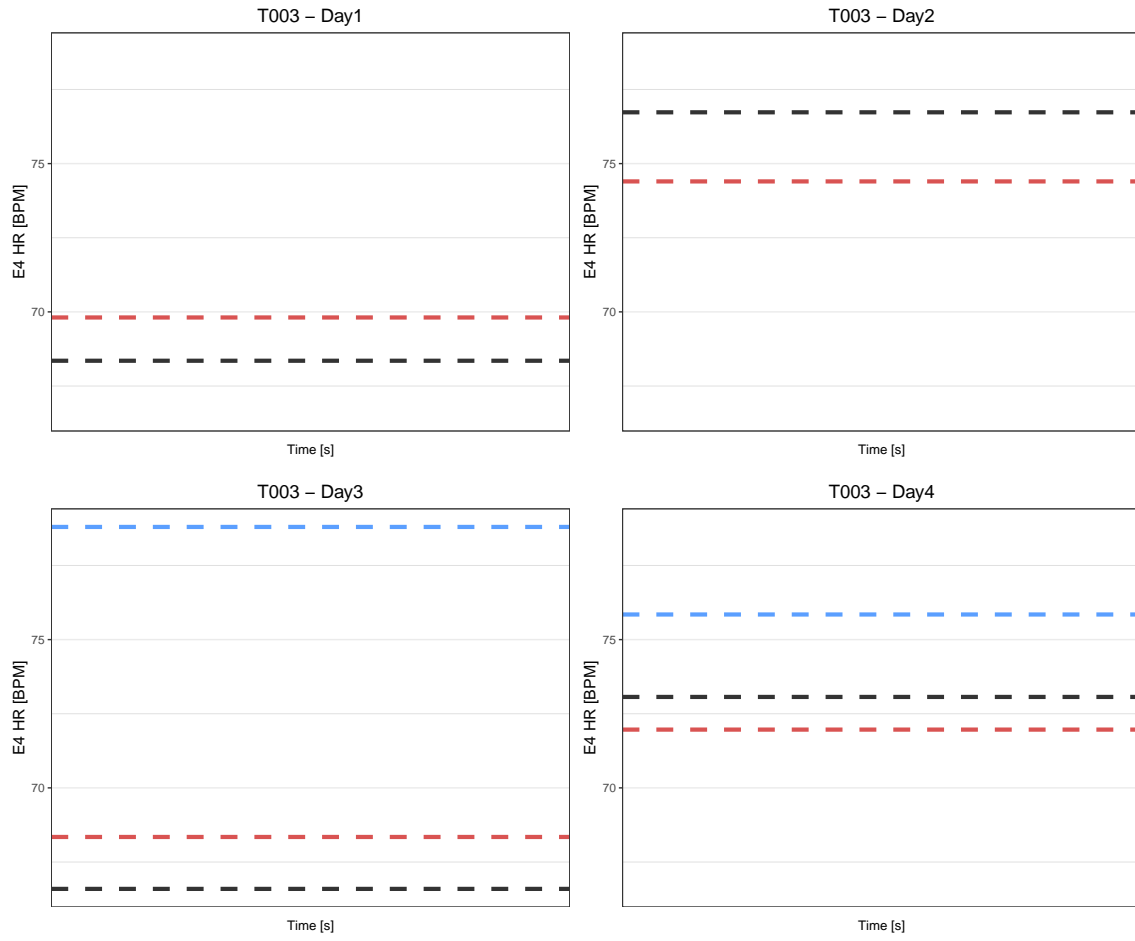 T003 – Day1
T003 – Day2
E4 HR [BPM]
75
70
Time [s]
E4 HR [BPM]
75
70
Time [s]
T003 – Day3
T003 – Day4
E4 HR [BPM]
75
70
Time [s]
E4 HR [BPM]
75
70
Time [s]